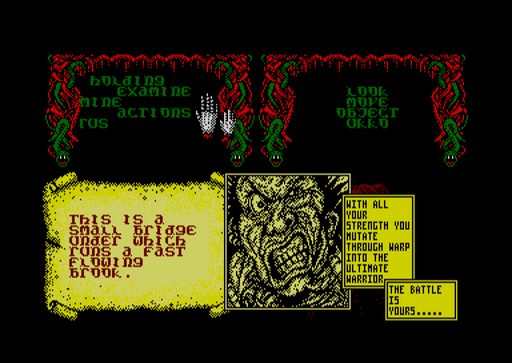 HOLDING
EXAMINE
MINE
ACTIONS
TUS
LOOK
MOVE
OBJECT
UKKO
This is a
small bridge
under which
runs a fast
flowing
brook.
WITH ALL
YOUR
STRENGTH YOU
MUTATE
THROUGH WARP
INTO THE
ULTIMATE
WARRIOR
THE BATTLE
IS
YOURS.....